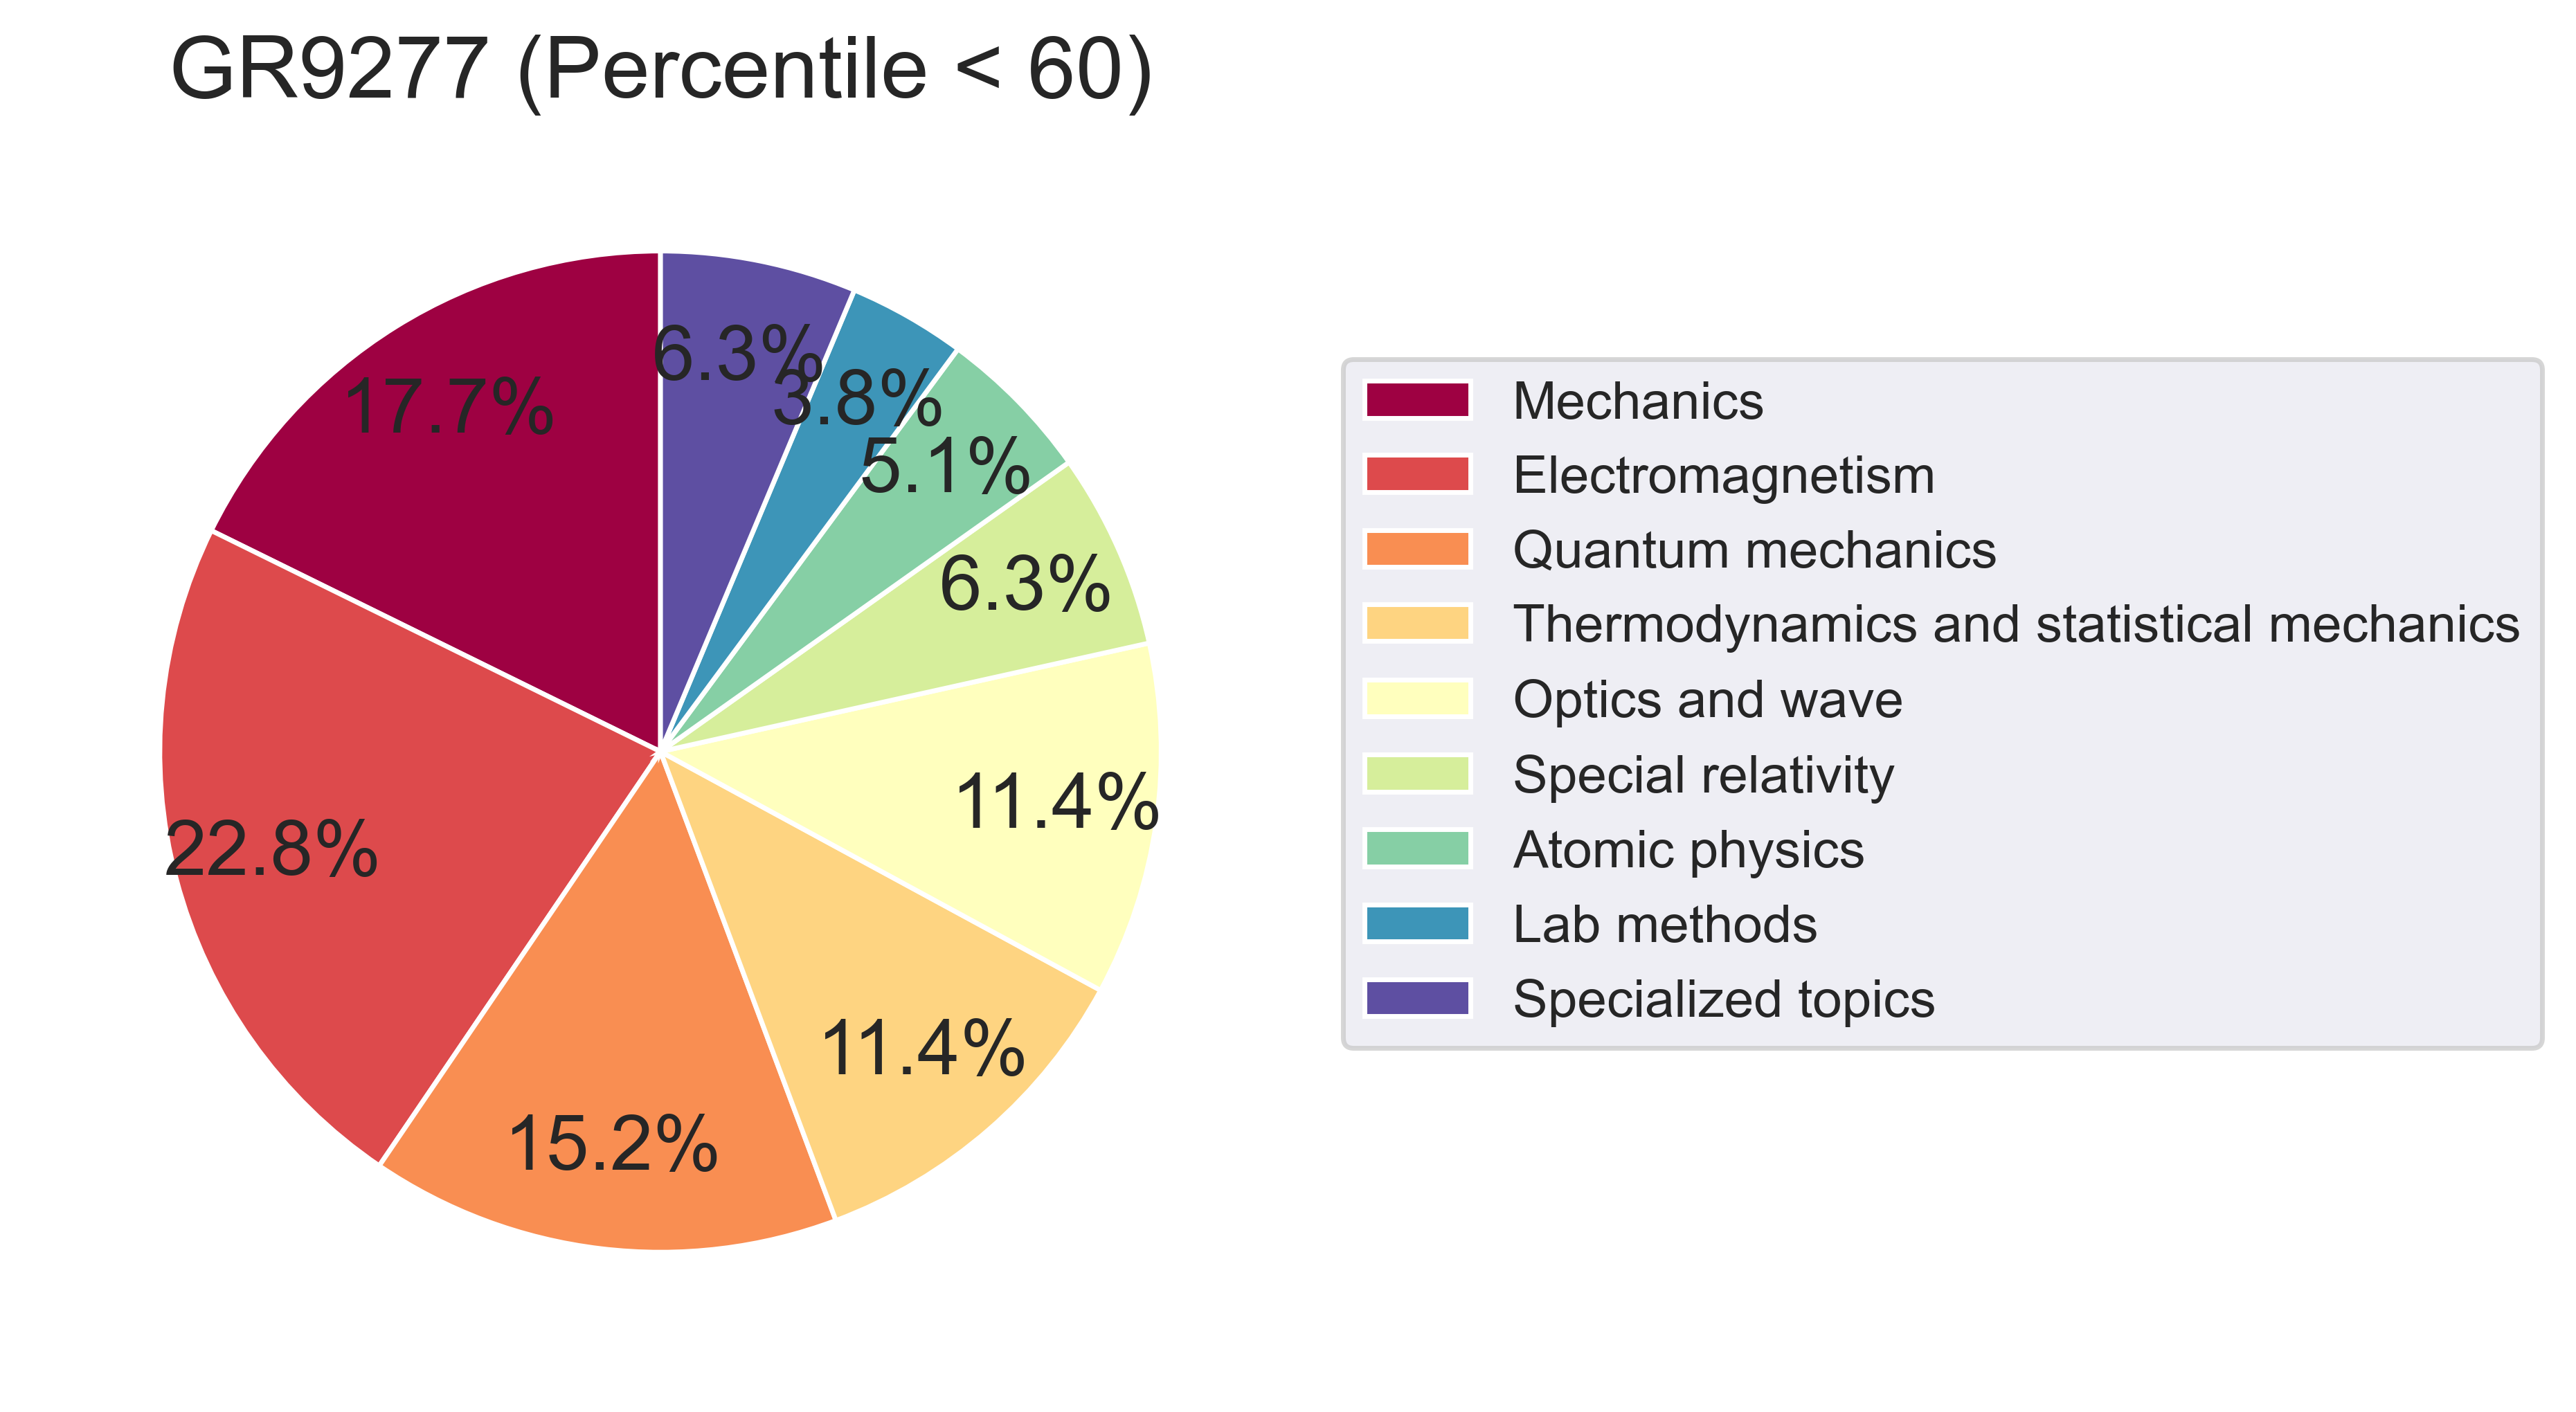 GR9277 (Percentile < 60)
6.3%
3.8%
17.7%
5.1%
6.3%
11.4%
22.8%
11.4%
15.2%
Mechanics
Electromagnetism
Quantum mechanics
Thermodynamics and statistical mechanics
Optics and wave
Special relativity
Atomic physics
Lab methods
Specialized topics